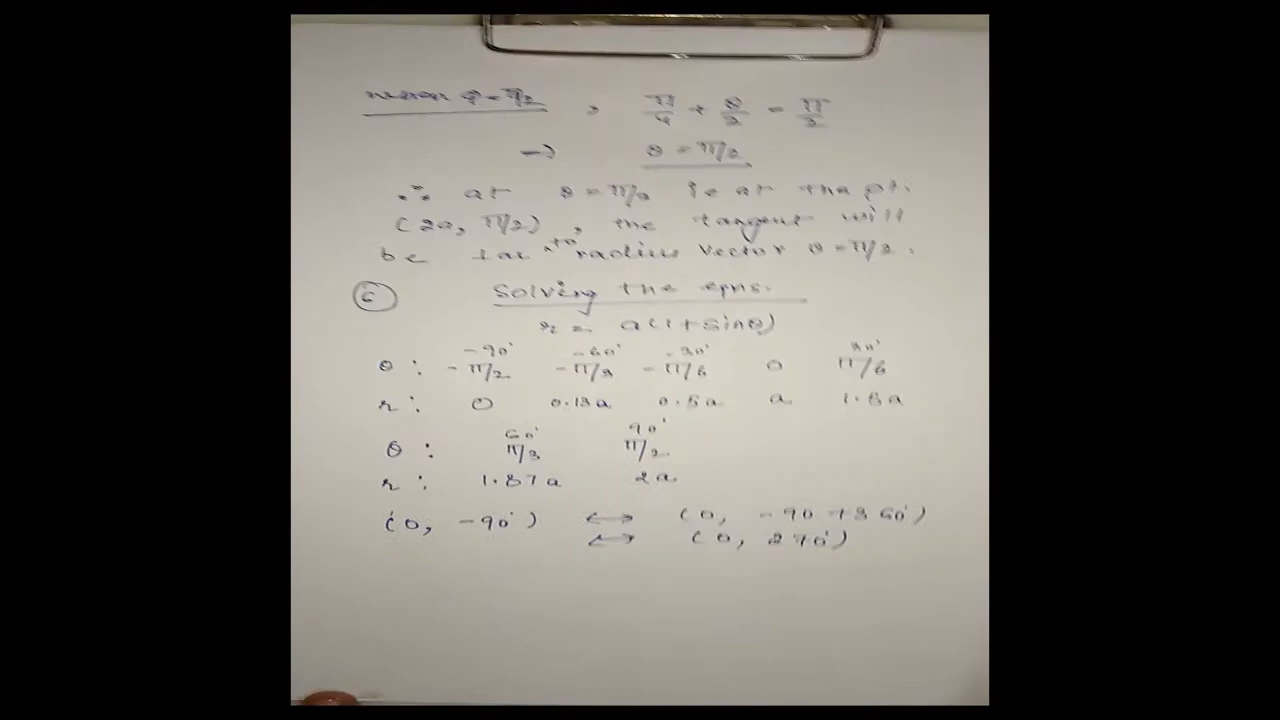 when φ = π/2 , π/4 + θ/2 = π/2
→ θ = π/2
∴ at θ = π/2 ie at the pt.
(2a, π/2), the tangent will
be ⊥ar to radius vector θ = π/2.
6 Solving the eqns.
r = a(1+sinθ)
-90° -60° -30° 30°
θ : -π/2 -π/3 -π/6 0 π/6
r : 0 0.13a 0.5a a 1.5a
60° 90°
θ : π/3 π/2
r : 1.87a 2a
(0, -90°) ↔ (0, -90+360°)
↔ (0, 270°)